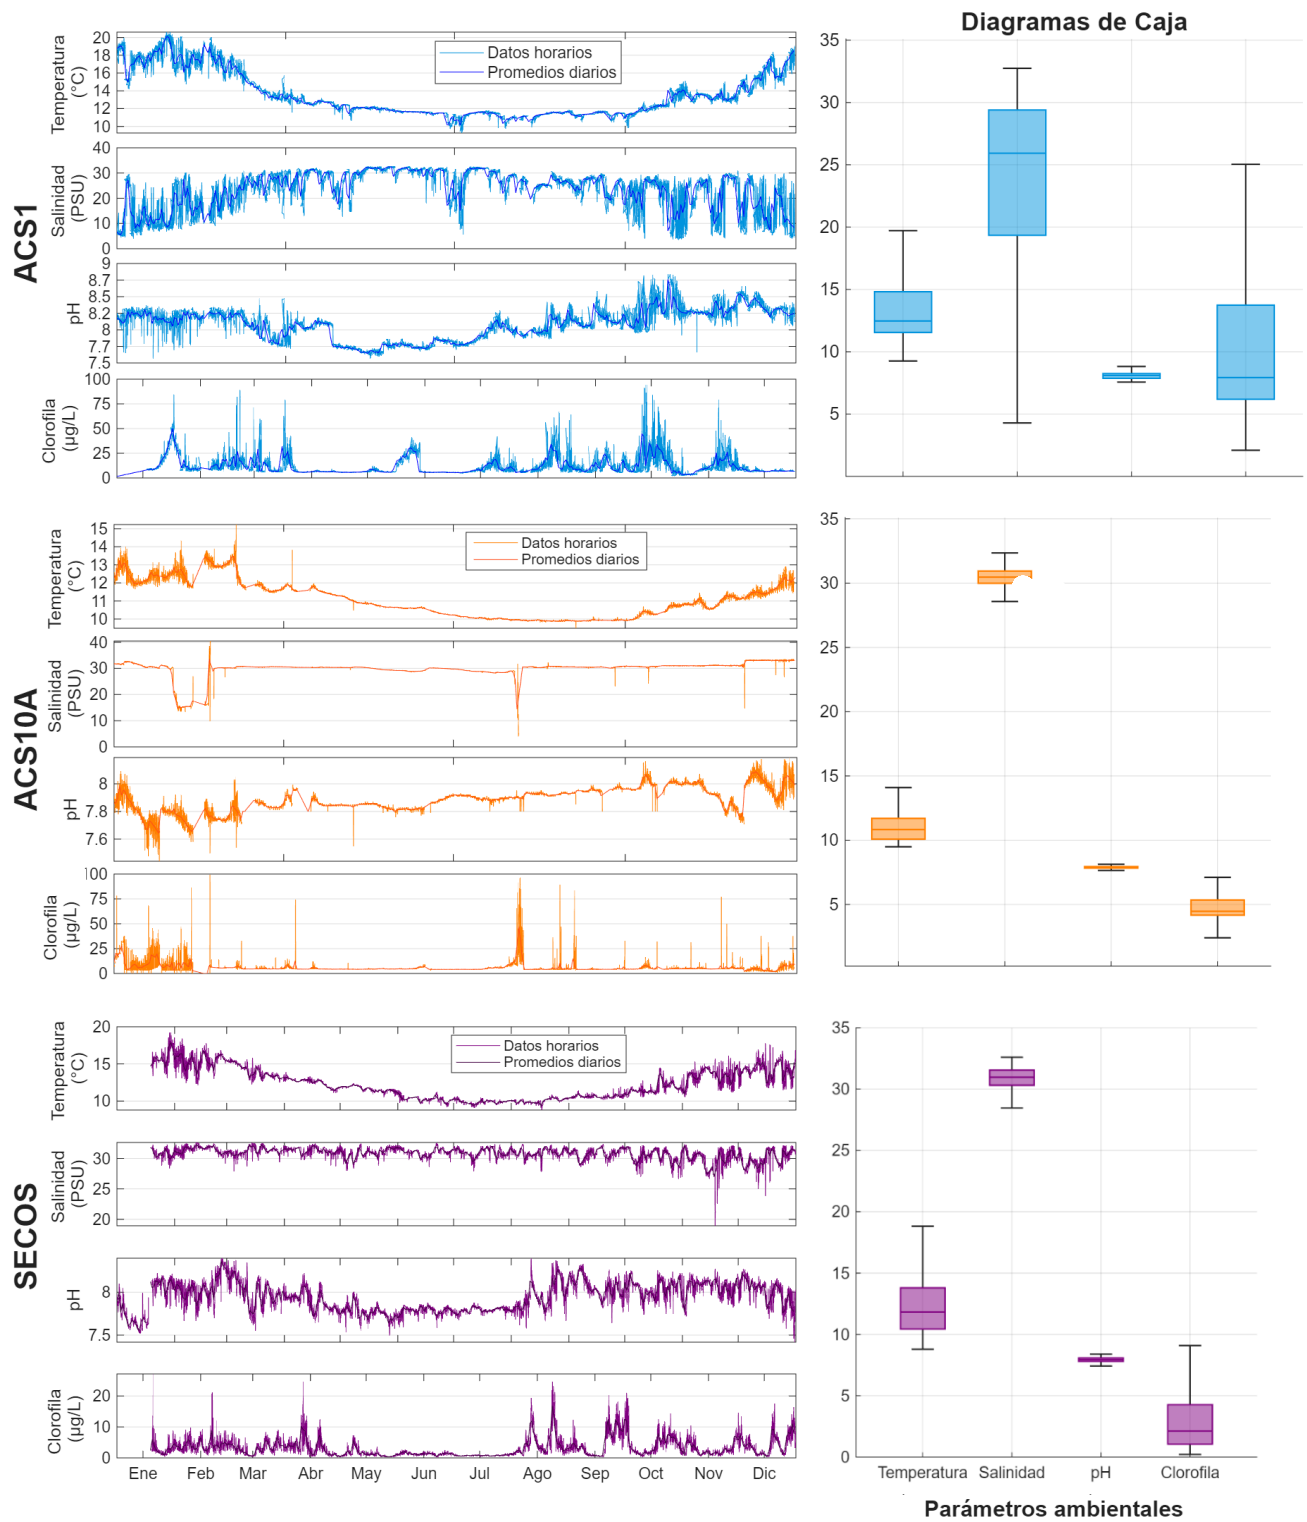 Diagramas de Caja
ACS1
Temperatura
(°C)
20
18
16
14
12
10
Datos horarios
Promedios diarios
Salinidad
(PSU)
40
30
20
10
0
pH
9
8.7
8.5
8.2
8
7.7
7.5
Clorofila
(µg/L)
100
75
50
25
0
35
30
25
20
15
10
5
ACS10A
Temperatura
(°C)
15
14
13
12
11
10
Datos horarios
Promedios diarios
Salinidad
(PSU)
40
30
20
10
0
pH
8
7.8
7.6
Clorofila
(µg/L)
100
75
50
25
0
35
30
25
20
15
10
5
SECOS
Temperatura
(°C)
20
15
10
Datos horarios
Promedios diarios
Salinidad
(PSU)
30
25
20
pH
8
7.5
Clorofila
(µg/L)
20
10
0
Ene Feb Mar Abr May Jun Jul Ago Sep Oct Nov Dic
35
30
25
20
15
10
5
0
Temperatura Salinidad pH Clorofila
Parámetros ambientales